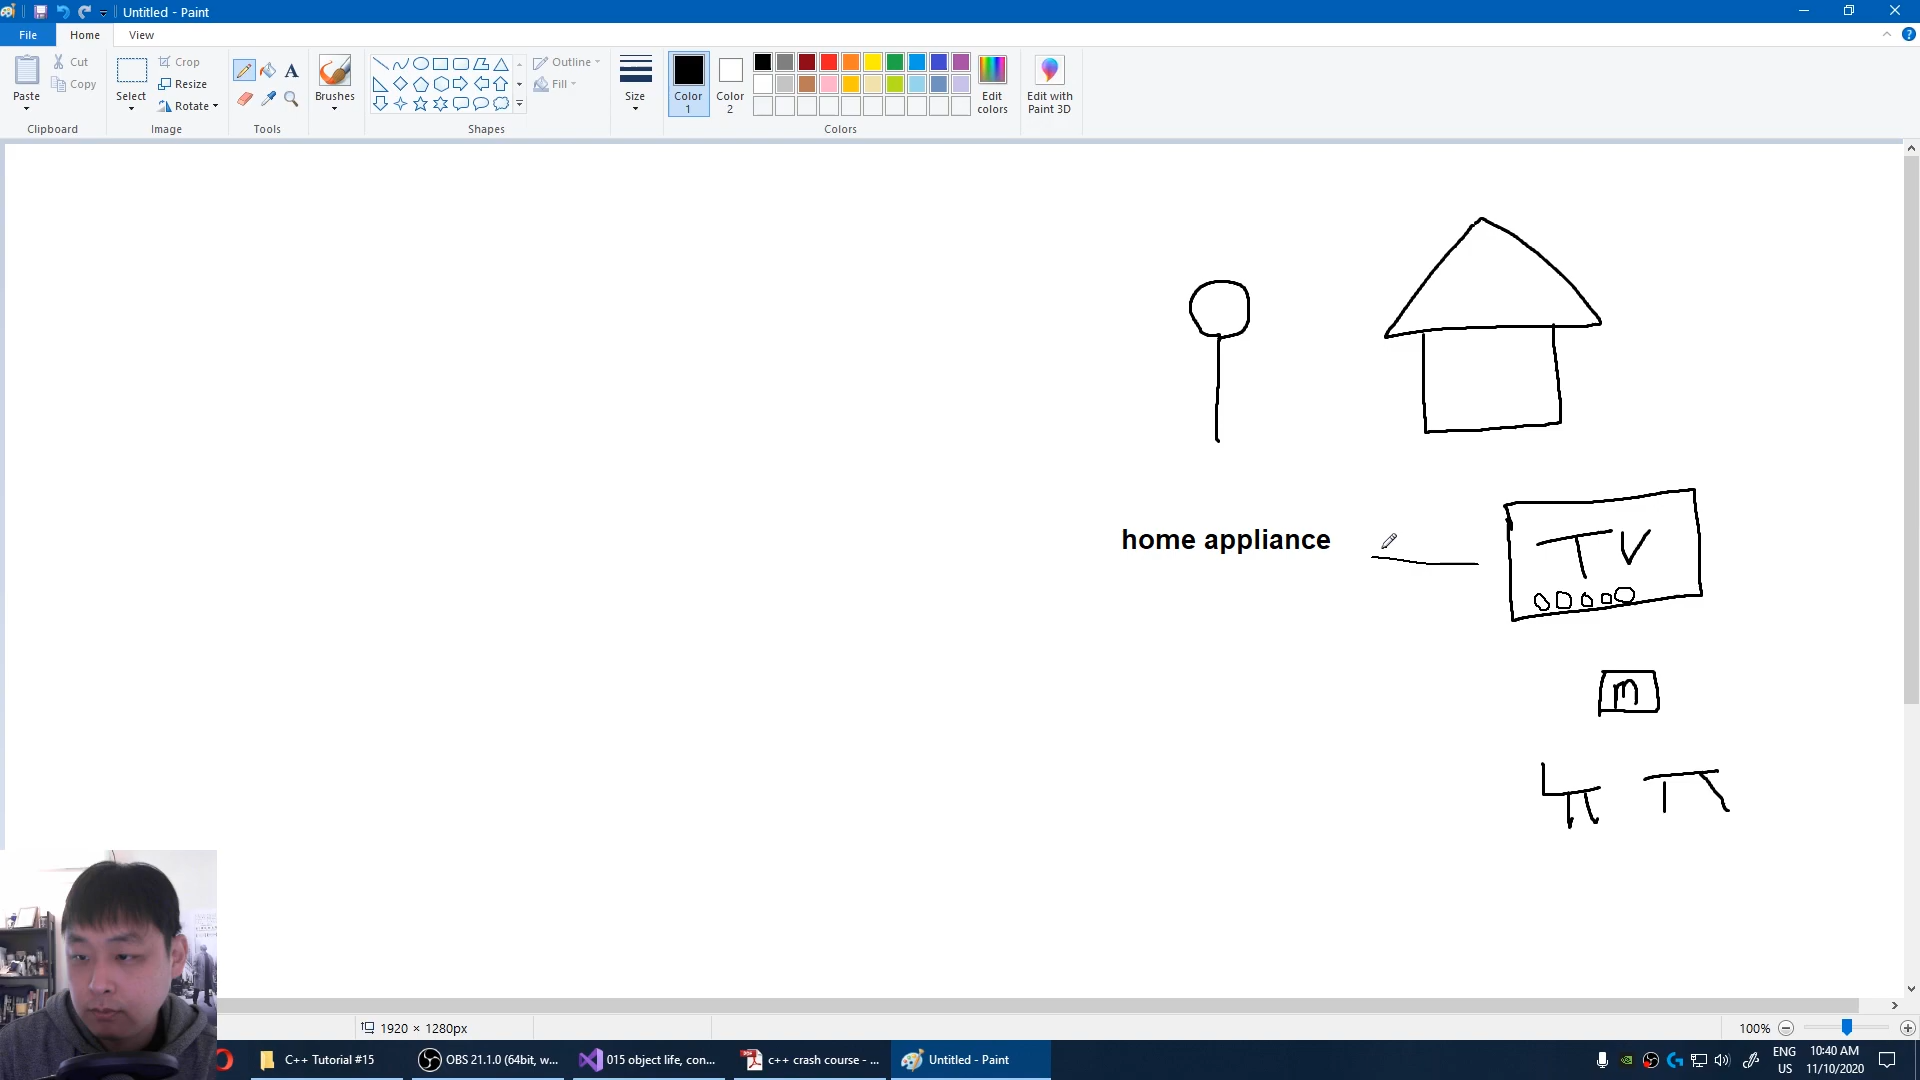 Untitled - Paint
File
Home
View
Paste
Cut
Copy
Clipboard
Select
Crop
Resize
Rotate
Image
A
Tools
Brushes
Shapes
Outline
Fill
Size
Color 1
Color 2
Edit colors
Colors
Edit with Paint 3D
home appliance
TV
m
1920 × 1280px
100%
C++ Tutorial #15
OBS 21.1.0 (64bit, w...
015 object life, con...
c++ crash course - ...
Untitled - Paint
ENG
US
10:40 AM
11/10/2020